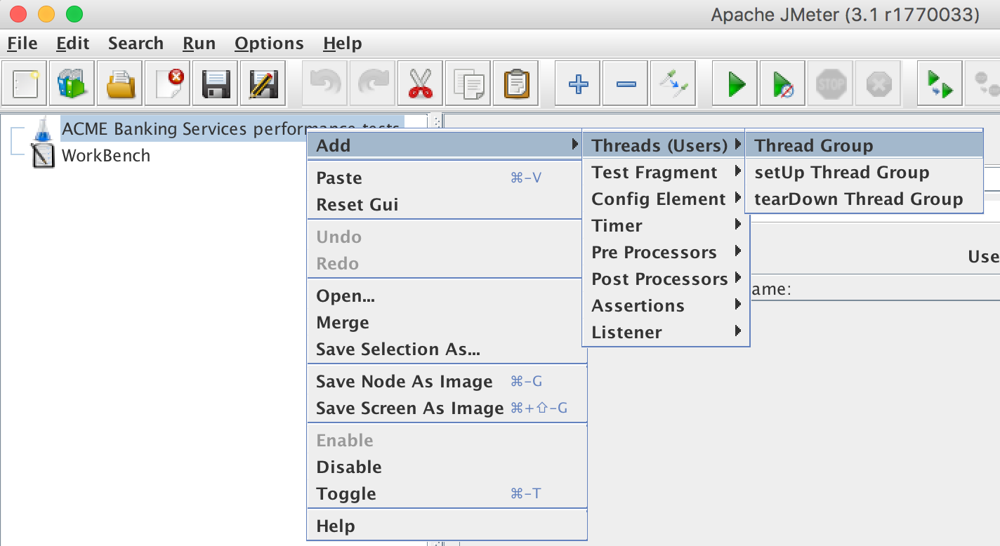 Apache JMeter (3.1 r1770033)
File Edit Search Run Options Help
STOP
ACME Banking Services performance tests
WorkBench
Add
Paste ⌘-V
Reset Gui
Undo
Redo
Open...
Merge
Save Selection As...
Save Node As Image ⌘-G
Save Screen As Image ⌘+⇧-G
Enable
Disable
Toggle ⌘-T
Help
Threads (Users)
Test Fragment
Config Element
Timer
Pre Processors
Post Processors
Assertions
Listener
Thread Group
setUp Thread Group
tearDown Thread Group
Use
ame: